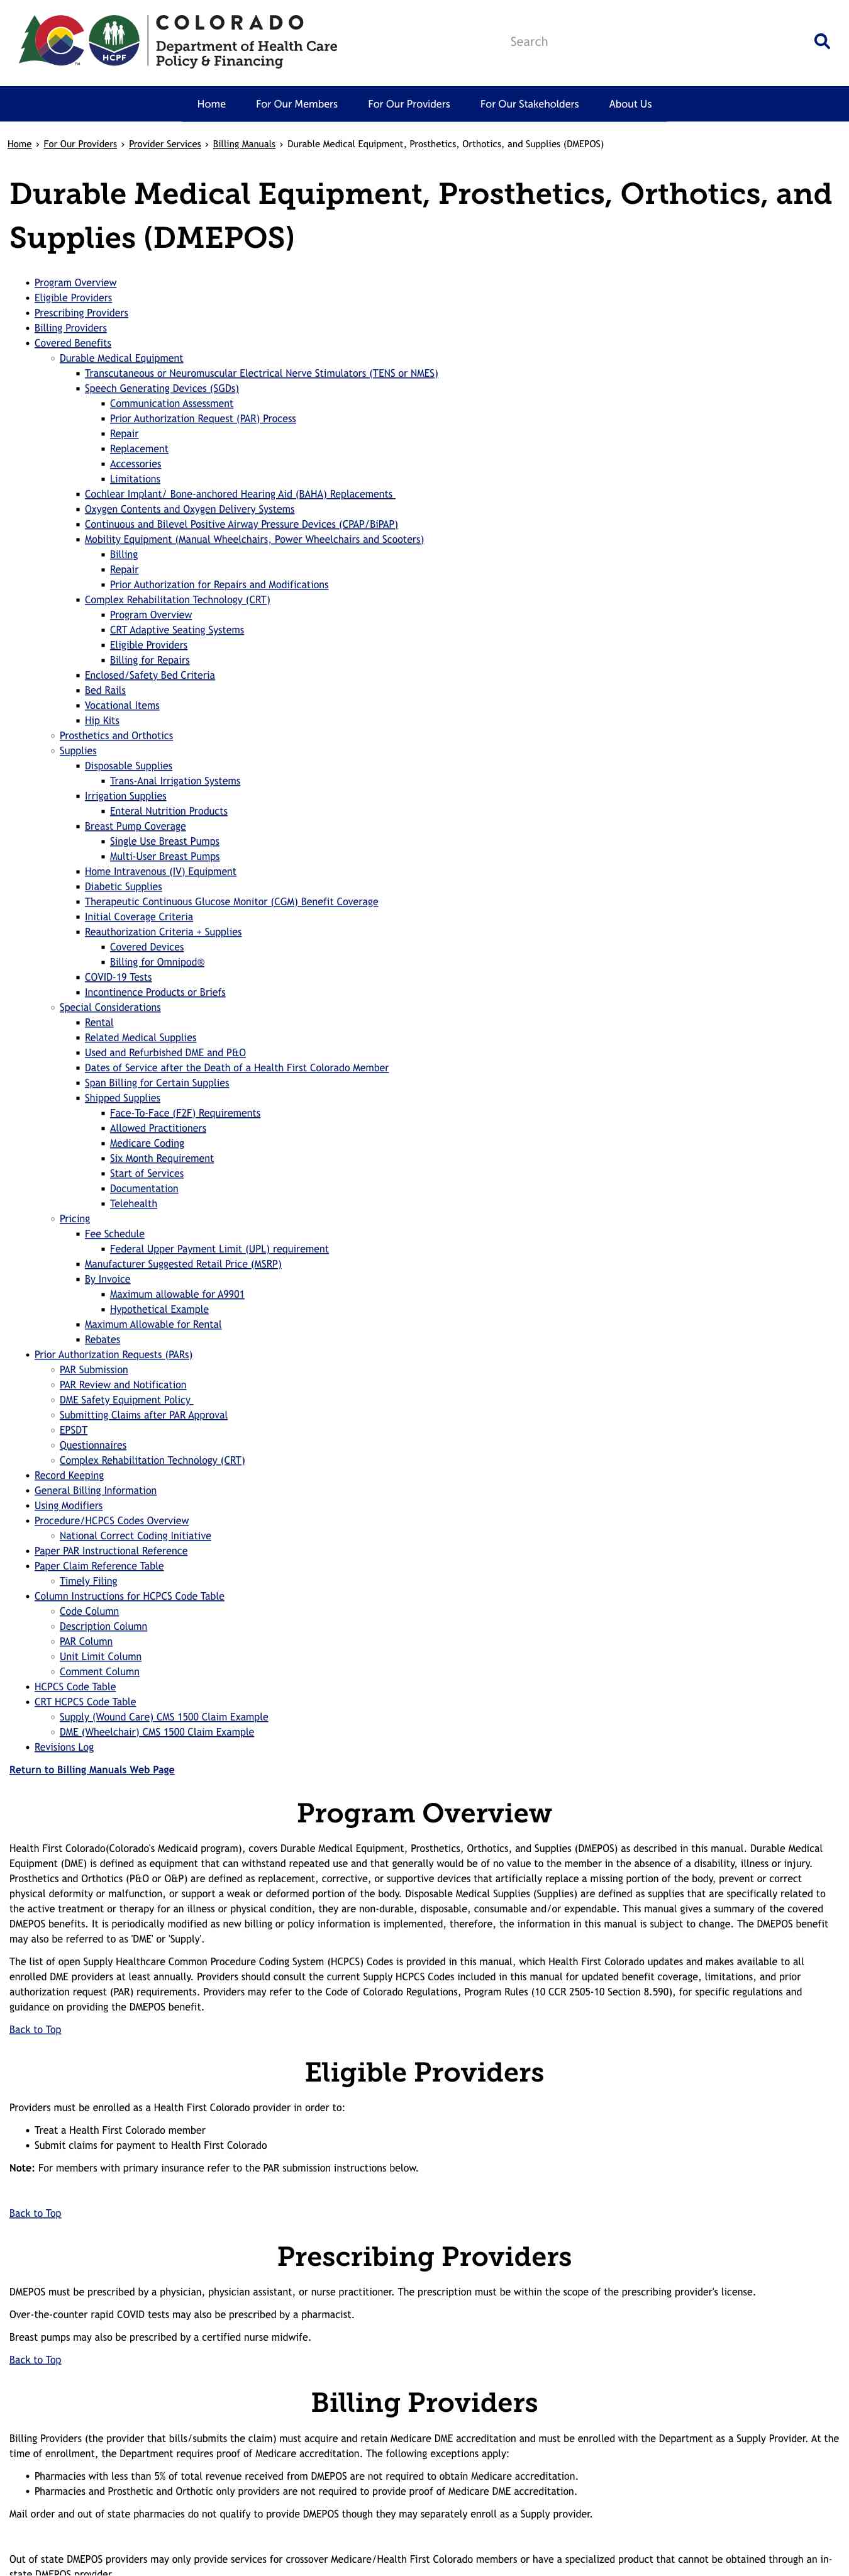 COLORADO
Department of Health Care
Policy & Financing
HCPF
TM
Search
Home
For Our Members
For Our Providers
For Our Stakeholders
About Us
Home › For Our Providers › Provider Services › Billing Manuals › Durable Medical Equipment, Prosthetics, Orthotics, and Supplies (DMEPOS)
Durable Medical Equipment, Prosthetics, Orthotics, and
Supplies (DMEPOS)
Program Overview
Eligible Providers
Prescribing Providers
Billing Providers
Covered Benefits
Durable Medical Equipment
Transcutaneous or Neuromuscular Electrical Nerve Stimulators (TENS or NMES)
Speech Generating Devices (SGDs)
Communication Assessment
Prior Authorization Request (PAR) Process
Repair
Replacement
Accessories
Limitations
Cochlear Implant/ Bone-anchored Hearing Aid (BAHA) Replacements
Oxygen Contents and Oxygen Delivery Systems
Continuous and Bilevel Positive Airway Pressure Devices (CPAP/BiPAP)
Mobility Equipment (Manual Wheelchairs, Power Wheelchairs and Scooters)
Billing
Repair
Prior Authorization for Repairs and Modifications
Complex Rehabilitation Technology (CRT)
Program Overview
CRT Adaptive Seating Systems
Eligible Providers
Billing for Repairs
Enclosed/Safety Bed Criteria
Bed Rails
Vocational Items
Hip Kits
Prosthetics and Orthotics
Supplies
Disposable Supplies
Trans-Anal Irrigation Systems
Irrigation Supplies
Enteral Nutrition Products
Breast Pump Coverage
Single Use Breast Pumps
Multi-User Breast Pumps
Home Intravenous (IV) Equipment
Diabetic Supplies
Therapeutic Continuous Glucose Monitor (CGM) Benefit Coverage
Initial Coverage Criteria
Reauthorization Criteria + Supplies
Covered Devices
Billing for Omnipod®
COVID-19 Tests
Incontinence Products or Briefs
Special Considerations
Rental
Related Medical Supplies
Used and Refurbished DME and P&O
Dates of Service after the Death of a Health First Colorado Member
Span Billing for Certain Supplies
Shipped Supplies
Face-To-Face (F2F) Requirements
Allowed Practitioners
Medicare Coding
Six Month Requirement
Start of Services
Documentation
Telehealth
Pricing
Fee Schedule
Federal Upper Payment Limit (UPL) requirement
Manufacturer Suggested Retail Price (MSRP)
By Invoice
Maximum allowable for A9901
Hypothetical Example
Maximum Allowable for Rental
Rebates
Prior Authorization Requests (PARs)
PAR Submission
PAR Review and Notification
DME Safety Equipment Policy
Submitting Claims after PAR Approval
EPSDT
Questionnaires
Complex Rehabilitation Technology (CRT)
Record Keeping
General Billing Information
Using Modifiers
Procedure/HCPCS Codes Overview
National Correct Coding Initiative
Paper PAR Instructional Reference
Paper Claim Reference Table
Timely Filing
Column Instructions for HCPCS Code Table
Code Column
Description Column
PAR Column
Unit Limit Column
Comment Column
HCPCS Code Table
CRT HCPCS Code Table
Supply (Wound Care) CMS 1500 Claim Example
DME (Wheelchair) CMS 1500 Claim Example
Revisions Log
Return to Billing Manuals Web Page
Program Overview
Health First Colorado(Colorado's Medicaid program), covers Durable Medical Equipment, Prosthetics, Orthotics, and Supplies (DMEPOS) as described in this manual. Durable Medical
Equipment (DME) is defined as equipment that can withstand repeated use and that generally would be of no value to the member in the absence of a disability, illness or injury.
Prosthetics and Orthotics (P&O or O&P) are defined as replacement, corrective, or supportive devices that artificially replace a missing portion of the body, prevent or correct
physical deformity or malfunction, or support a weak or deformed portion of the body. Disposable Medical Supplies (Supplies) are defined as supplies that are specifically related to
the active treatment or therapy for an illness or physical condition, they are non-durable, disposable, consumable and/or expendable. This manual gives a summary of the covered
DMEPOS benefits. It is periodically modified as new billing or policy information is implemented, therefore, the information in this manual is subject to change. The DMEPOS benefit
may also be referred to as 'DME' or 'Supply'.
The list of open Supply Healthcare Common Procedure Coding System (HCPCS) Codes is provided in this manual, which Health First Colorado updates and makes available to all
enrolled DME providers at least annually. Providers should consult the current Supply HCPCS Codes included in this manual for updated benefit coverage, limitations, and prior
authorization request (PAR) requirements. Providers may refer to the Code of Colorado Regulations, Program Rules (10 CCR 2505-10 Section 8.590), for specific regulations and
guidance on providing the DMEPOS benefit.
Back to Top
Eligible Providers
Providers must be enrolled as a Health First Colorado provider in order to:
Treat a Health First Colorado member
Submit claims for payment to Health First Colorado
Note: For members with primary insurance refer to the PAR submission instructions below.
Back to Top
Prescribing Providers
DMEPOS must be prescribed by a physician, physician assistant, or nurse practitioner. The prescription must be within the scope of the prescribing provider's license.
Over-the-counter rapid COVID tests may also be prescribed by a pharmacist.
Breast pumps may also be prescribed by a certified nurse midwife.
Back to Top
Billing Providers
Billing Providers (the provider that bills/submits the claim) must acquire and retain Medicare DME accreditation and must be enrolled with the Department as a Supply Provider. At the
time of enrollment, the Department requires proof of Medicare accreditation. The following exceptions apply:
Pharmacies with less than 5% of total revenue received from DMEPOS are not required to obtain Medicare accreditation.
Pharmacies and Prosthetic and Orthotic only providers are not required to provide proof of Medicare DME accreditation.
Mail order and out of state pharmacies do not qualify to provide DMEPOS though they may separately enroll as a Supply provider.
Out of state DMEPOS providers may only provide services for crossover Medicare/Health First Colorado members or have a specialized product that cannot be obtained through an in-
state DMEPOS provider.